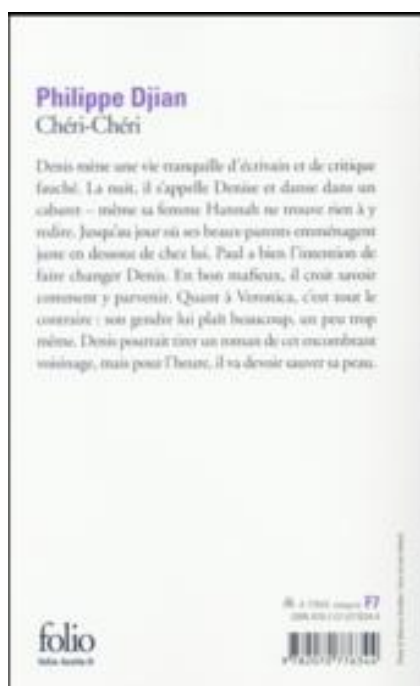 Philippe Djian
Chéri-Chéri
Denis mène une vie tranquille d'écrivain et de critique
fauché. La nuit, il s'appelle Denise et danse dans un
cabaret – même sa femme Hannah ne trouve rien à y
redire. Jusqu'au jour où ses beaux-parents emménagent
juste en dessous de chez lui. Paul a bien l'intention de
faire changer Denis. En bon mafieux, il croit savoir
comment y parvenir. Quant à Veronica, c'est tout le
contraire : son gendre lui plaît beaucoup, un peu trop
même. Denis pourrait tirer un roman de cet encombrant
voisinage, mais pour l'heure, il va devoir sauver sa peau.
F7
folio